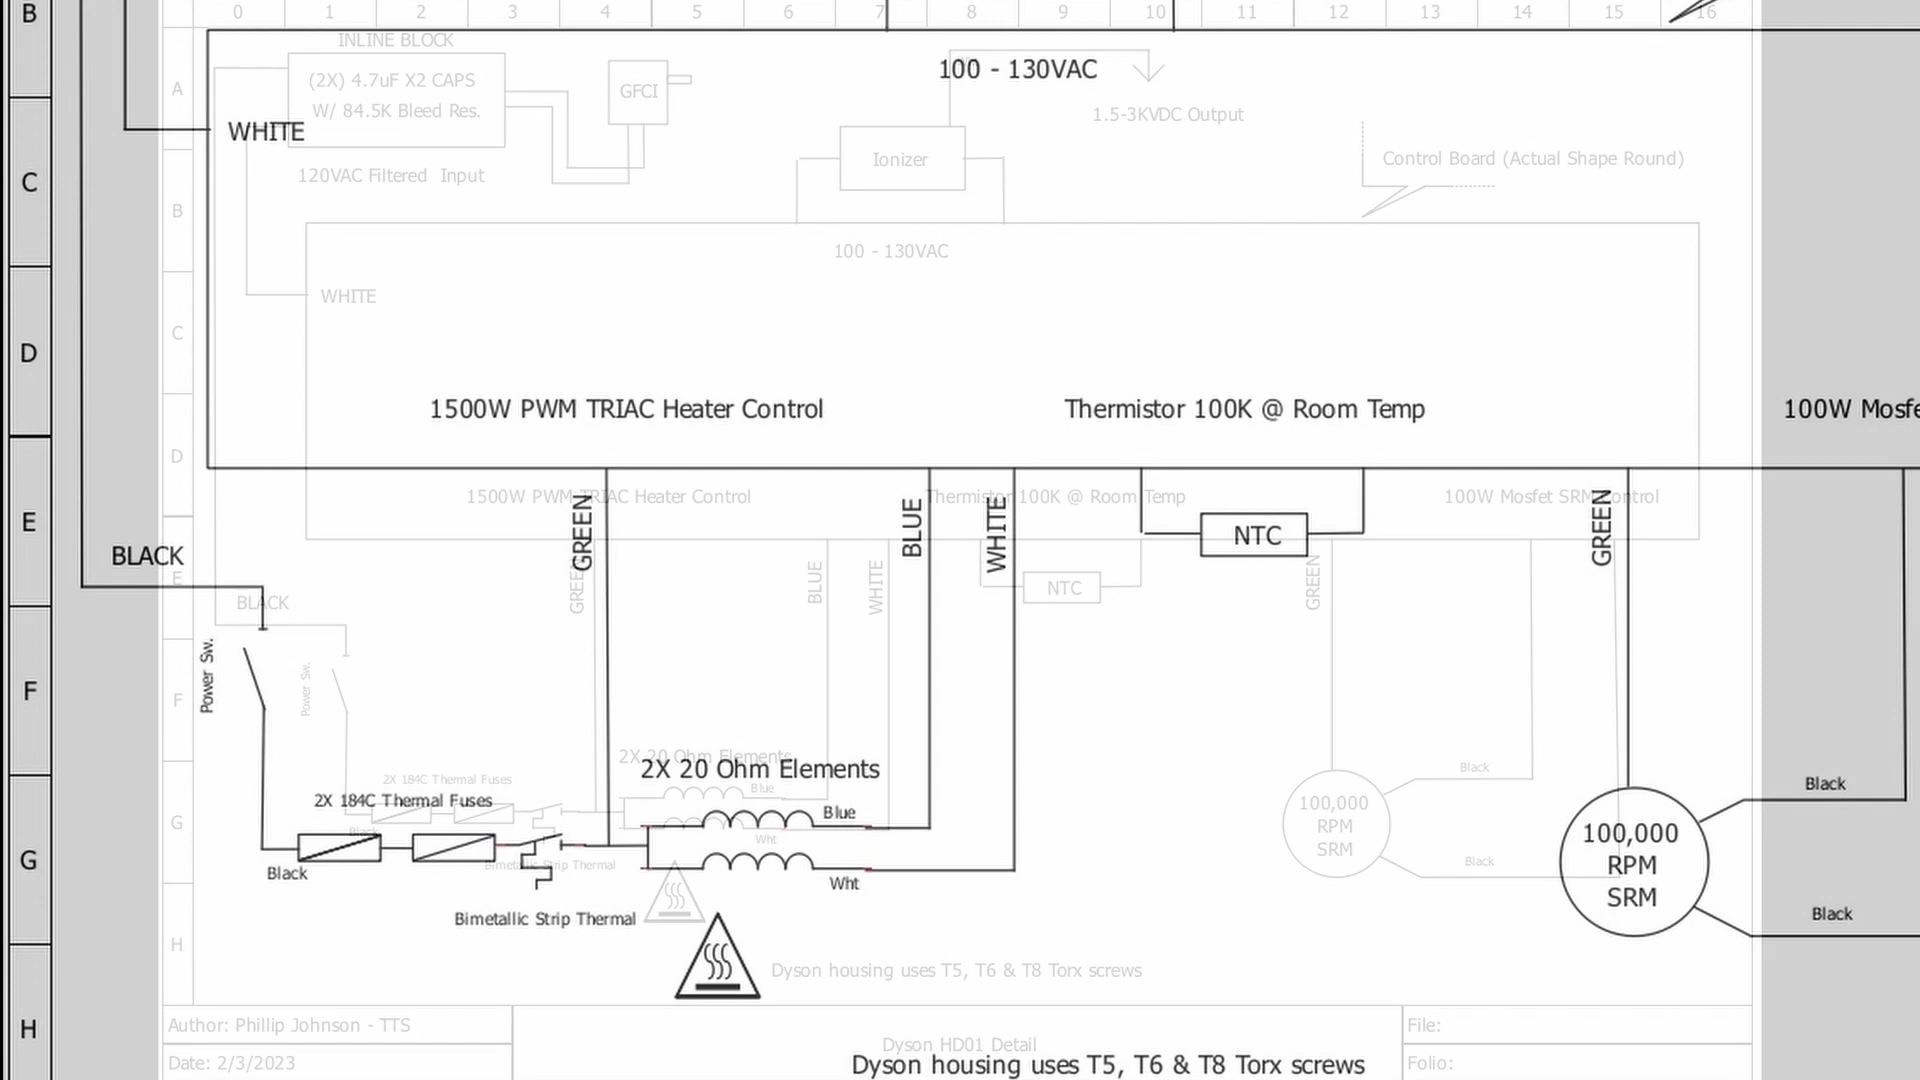 B
0 1 2 3 4 5 6 7 8 9 10 11 12 13 14 15 16
INLINE BLOCK
A
(2X) 4.7uF X2 CAPS
W/ 84.5K Bleed Res.
GFCI
100 - 130VAC
1.5-3KVDC Output
WHITE
120VAC Filtered Input
Ionizer
Control Board (Actual Shape Round)
C
B
100 - 130VAC
WHITE
C
D
1500W PWM TRIAC Heater Control
Thermistor 100K @ Room Temp
100W Mosfe
D
1500W PWM TRIAC Heater Control
Thermistor 100K @ Room Temp
100W Mosfet SRM Control
E
GREEN
BLUE
WHITE
NTC
GREEN
BLACK
E
BLACK
GREEN
BLUE
WHITE
NTC
GREEN
F
Power Sw.
Power Sw.
F
2X 20 Ohm Elements
2X 20 Ohm Elements
2X 184C Thermal Fuses
Blue
Black
Black
2X 184C Thermal Fuses
Blue
100,000
RPM
SRM
G
Black
Wht
G
100,000
RPM
SRM
Bimetallic Strip Thermal
Black
Black
Wht
Black
Bimetallic Strip Thermal
H
Dyson housing uses T5, T6 & T8 Torx screws
H
Author: Phillip Johnson - TTS
File:
Dyson HD01 Detail
Date: 2/3/2023
Folio:
Dyson housing uses T5, T6 & T8 Torx screws